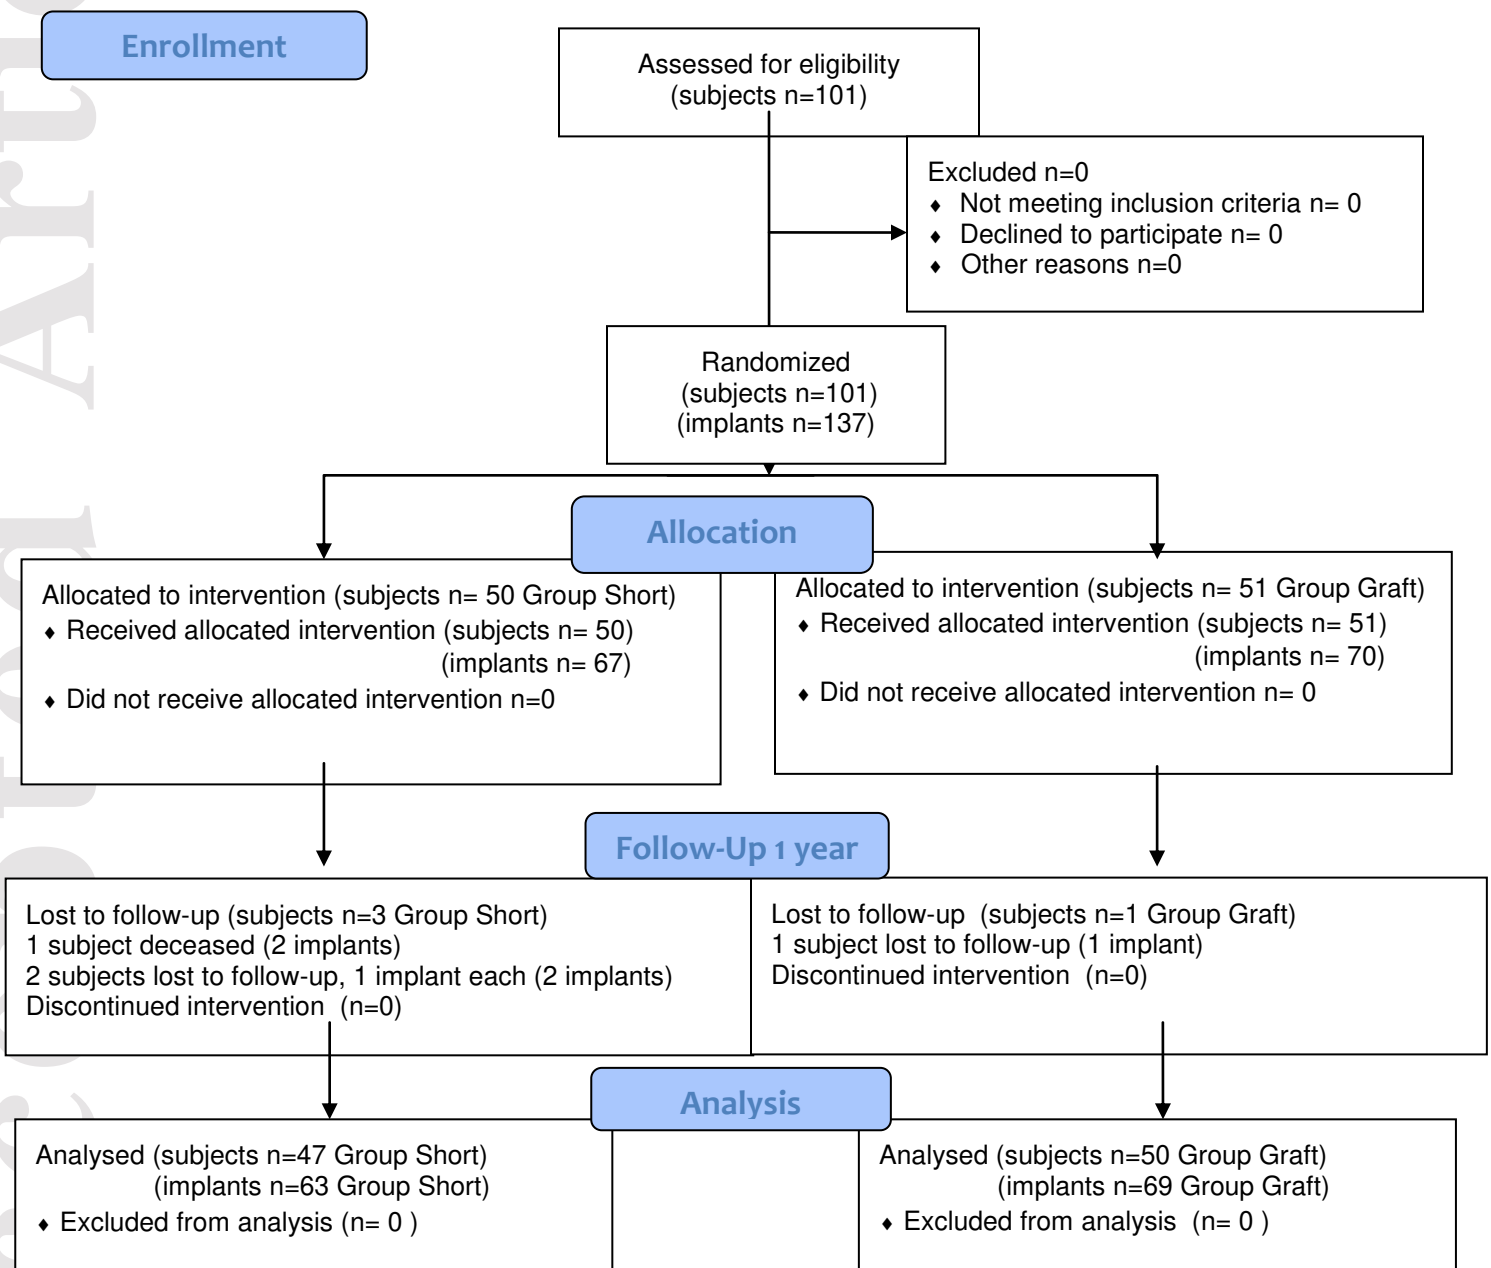 Enrollment
Assessed for eligibility
(subjects n=101)
Excluded n=0
♦ Not meeting inclusion criteria n= 0
♦ Declined to participate n= 0
♦ Other reasons n=0
Randomized
(subjects n=101)
(implants n=137)
Allocation
Allocated to intervention (subjects n= 50 Group Short)
♦ Received allocated intervention (subjects n= 50)
(implants n= 67)
♦ Did not receive allocated intervention n=0
Allocated to intervention (subjects n= 51 Group Graft)
♦ Received allocated intervention (subjects n= 51)
(implants n= 70)
♦ Did not receive allocated intervention n= 0
Follow-Up 1 year
Lost to follow-up (subjects n=3 Group Short)
1 subject deceased (2 implants)
2 subjects lost to follow-up, 1 implant each (2 implants)
Discontinued intervention (n=0)
Lost to follow-up (subjects n=1 Group Graft)
1 subject lost to follow-up (1 implant)
Discontinued intervention (n=0)
Analysis
Analysed (subjects n=47 Group Short)
(implants n=63 Group Short)
♦ Excluded from analysis (n= 0 )
Analysed (subjects n=50 Group Graft)
(implants n=69 Group Graft)
♦ Excluded from analysis (n= 0 )